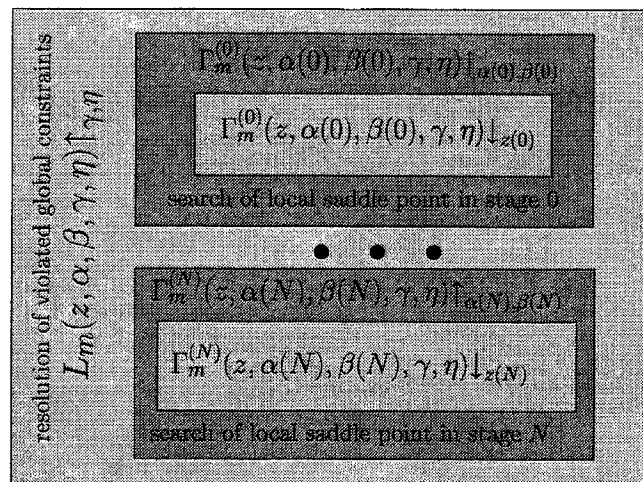 resolution of violated global constraints
L_m(z, α, β, γ, η)↑_{γ,η}
Γ_m^{(0)}(z, α(0), β(0), γ, η)↑_{α(0),β(0)}
Γ_m^{(0)}(z, α(0), β(0), γ, η)↓_{z(0)}
search of local saddle point in stage 0
• • •
Γ_m^{(N)}(z, α(N), β(N), γ, η)↑_{α(N),β(N)}
Γ_m^{(N)}(z, α(N), β(N), γ, η)↓_{z(N)}
search of local saddle point in stage N